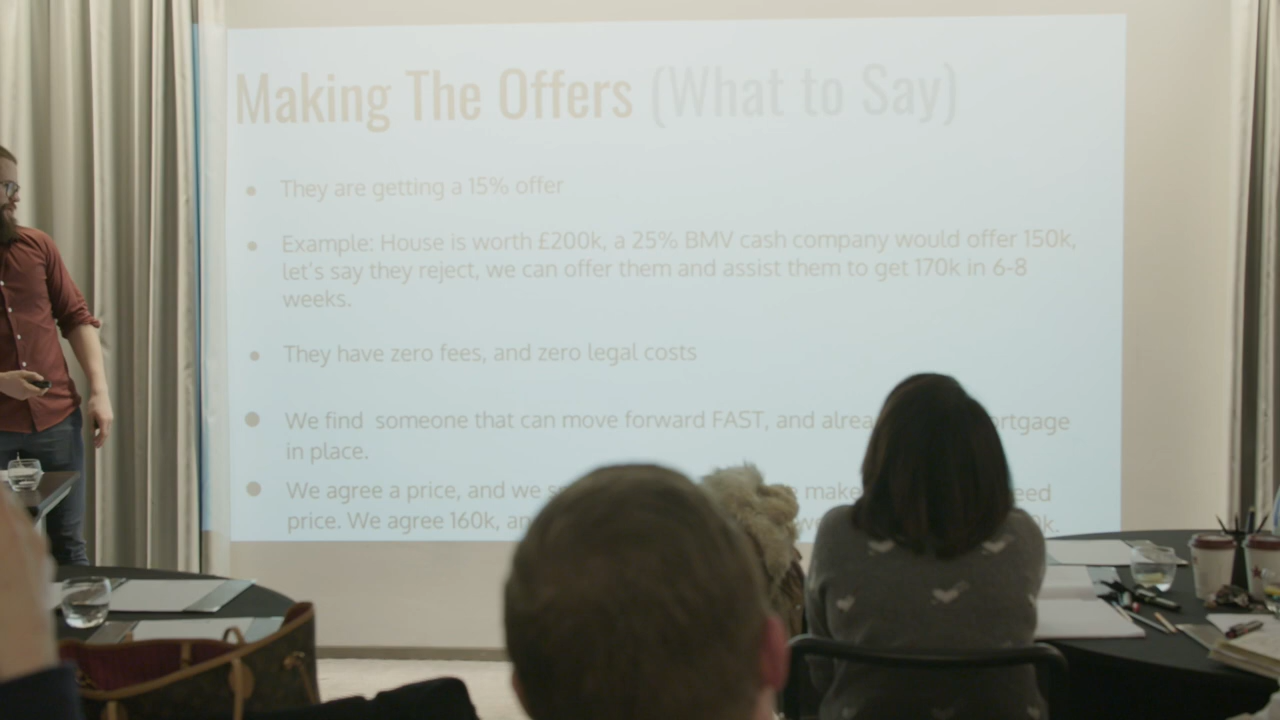 Making The Offers (What to Say)
They are getting a 15% offer
Example: House is worth £200k, a 25% BMV cash company would offer 150k,
let's say they reject, we can offer them and assist them to get 170k in 6-8
weeks.
They have zero fees, and zero legal costs
We find someone that can move forward FAST, and
in place.
We agree a price, and we make
price. We agree 160k,